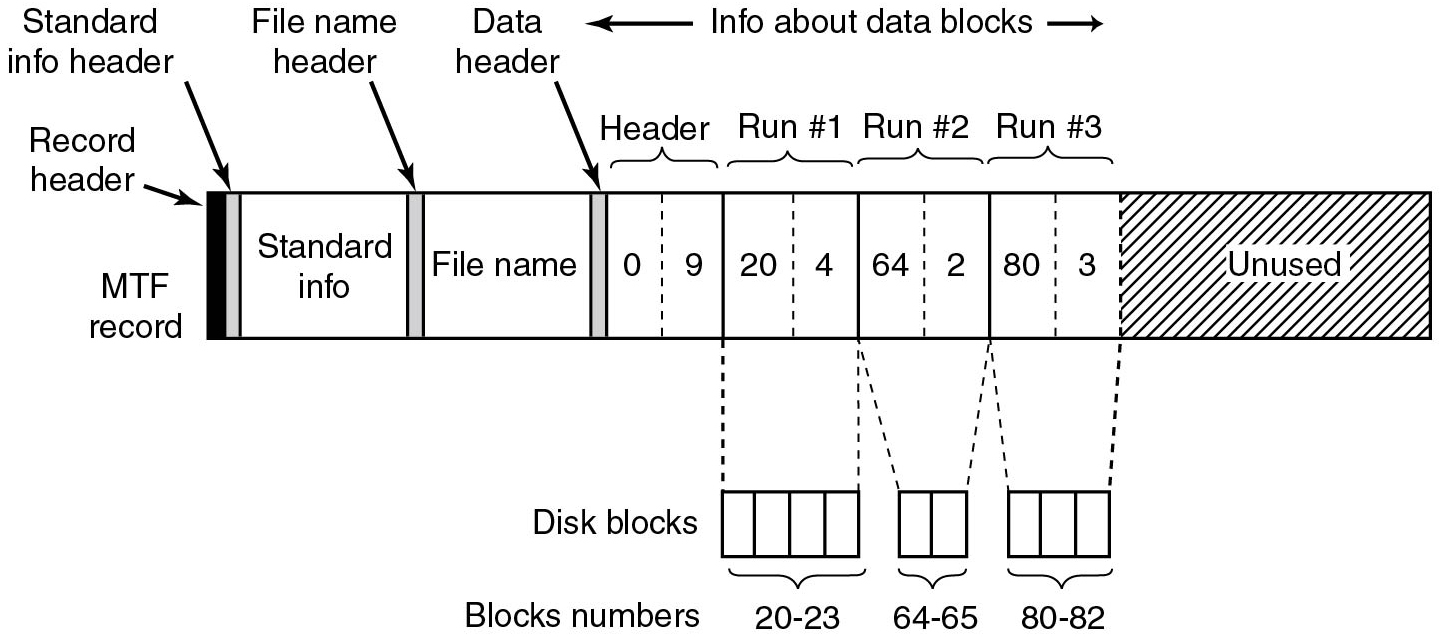 Standard
info header
File name
header
Data
header
Info about data blocks
Record
header
Header
Run #1
Run #2
Run #3
MTF
record
Standard
info
File name
0 9 20 4 64 2 80 3
Unused
Disk blocks
Blocks numbers
20-23
64-65
80-82